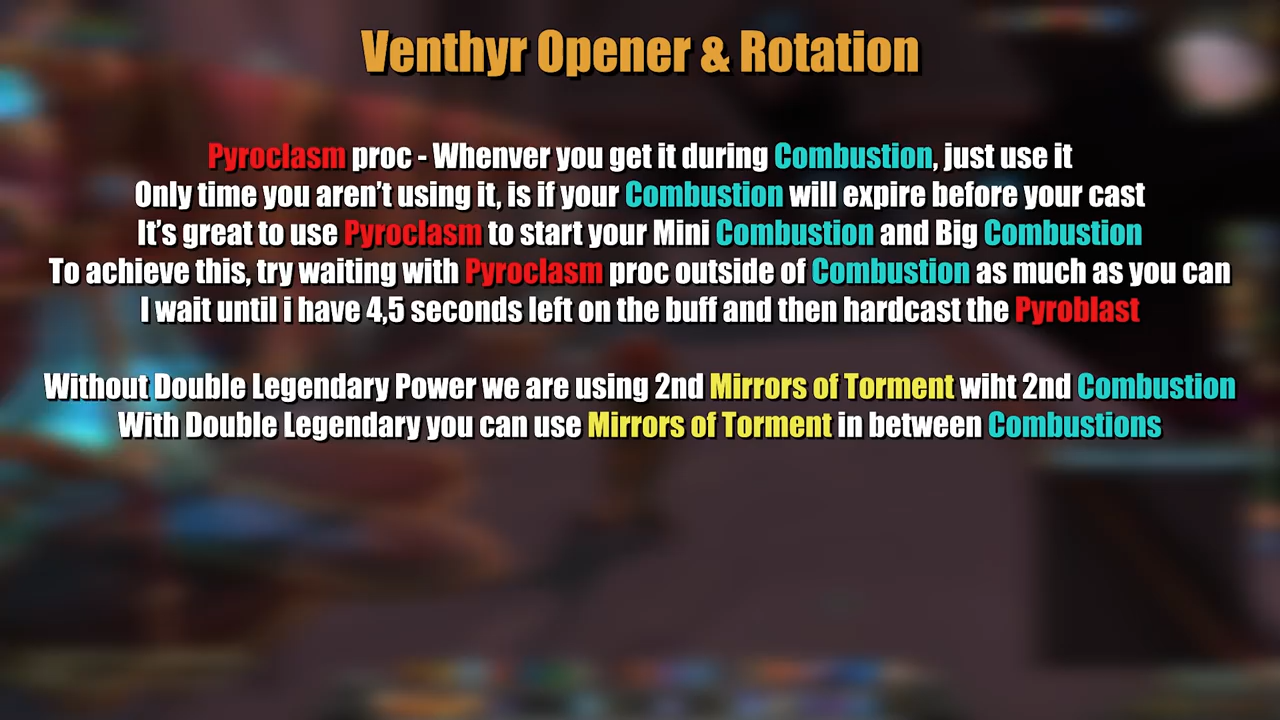 Venthyr Opener & Rotation
Pyroclasm proc - Whenver you get it during Combustion, just use it
Only time you aren't using it, is if your Combustion will expire before your cast
It's great to use Pyroclasm to start your Mini Combustion and Big Combustion
To achieve this, try waiting with Pyroclasm proc outside of Combustion as much as you can
I wait until i have 4,5 seconds left on the buff and then hardcast the Pyroblast
Without Double Legendary Power we are using 2nd Mirrors of Torment wiht 2nd Combustion
With Double Legendary you can use Mirrors of Torment in between Combustions